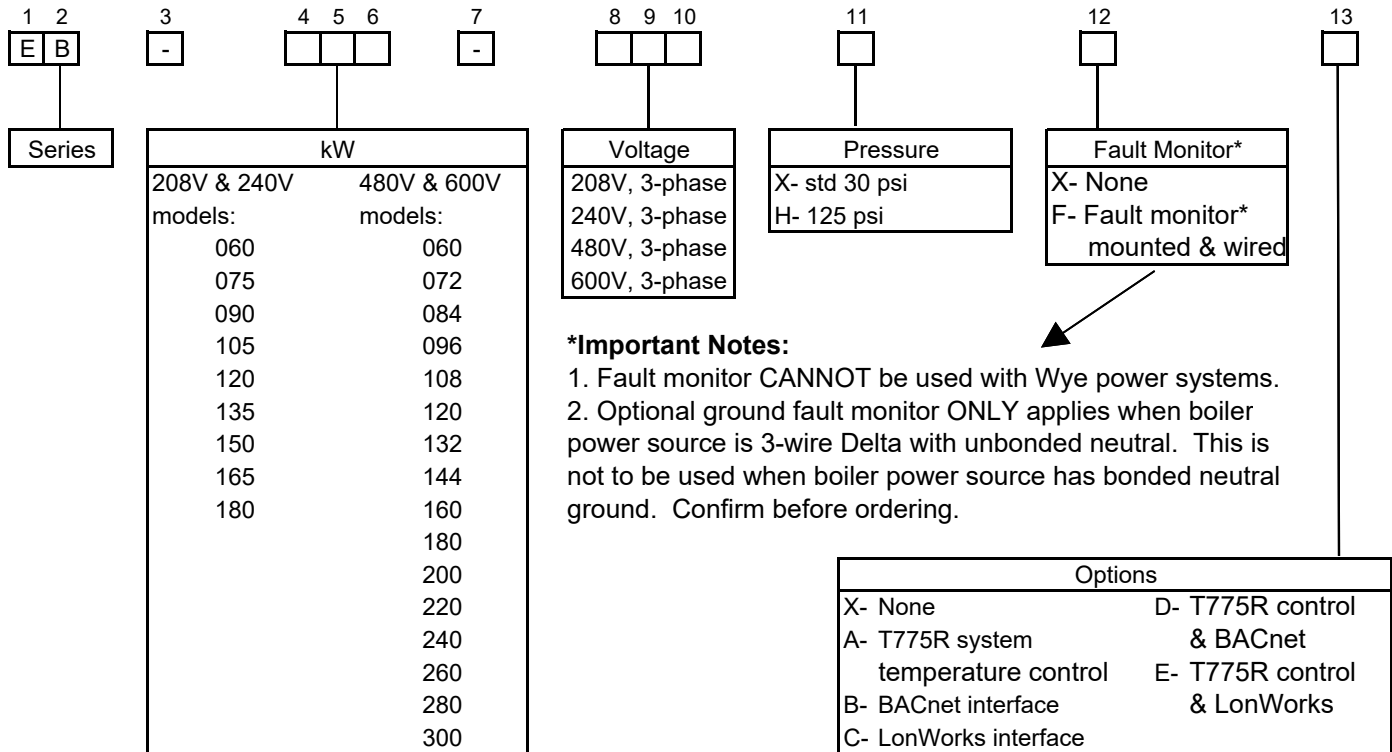 1 2 3 4 5 6 7 8 9 10 11 12 13
E B - -
Series
kW
208V & 240V 480V & 600V
models: models:
060 060
075 072
090 084
105 096
120 108
135 120
150 132
165 144
180 160
180
200
220
240
260
280
300
Voltage
208V, 3-phase
240V, 3-phase
480V, 3-phase
600V, 3-phase
Pressure
X- std 30 psi
H- 125 psi
Fault Monitor*
X- None
F- Fault monitor*
mounted & wired
*Important Notes:
1. Fault monitor CANNOT be used with Wye power systems.
2. Optional ground fault monitor ONLY applies when boiler
power source is 3-wire Delta with unbonded neutral. This is
not to be used when boiler power source has bonded neutral
ground. Confirm before ordering.
Options
X- None
A- T775R system
temperature control
B- BACnet interface
C- LonWorks interface
D- T775R control
& BACnet
E- T775R control
& LonWorks